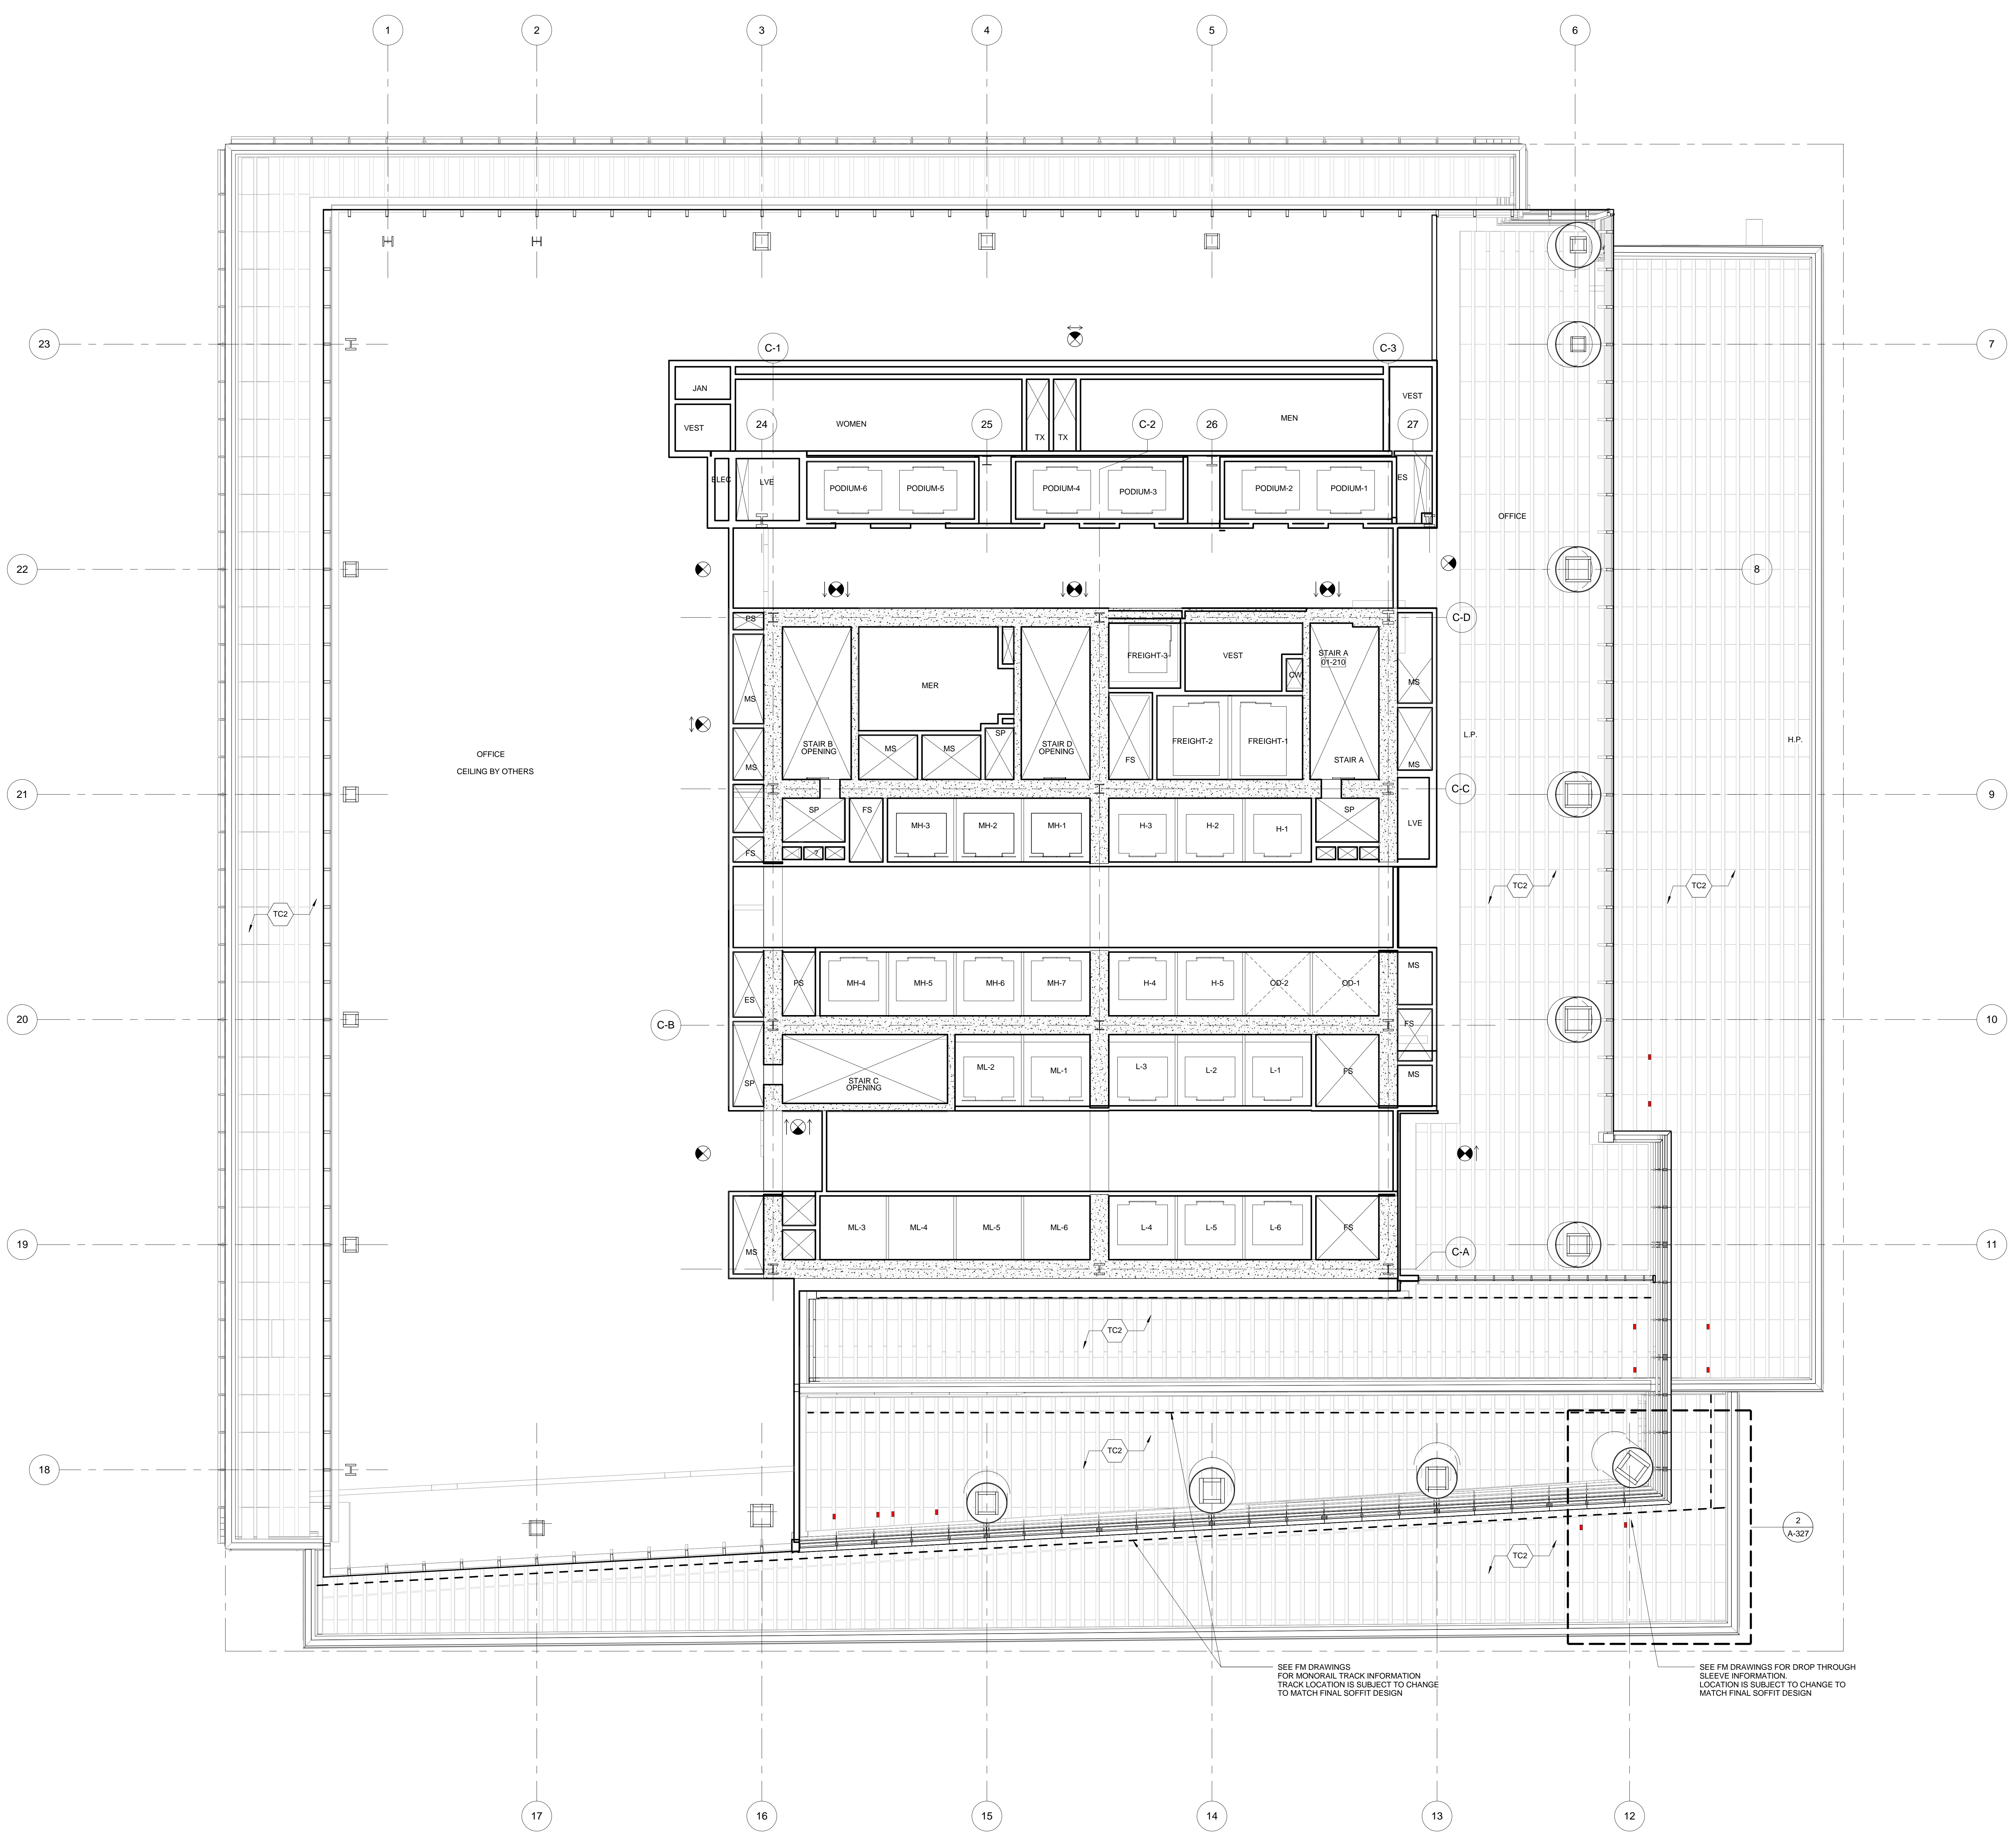 1
2
3
4
5
6
23
C-1
C-3
7
JAN
VEST
24
WOMEN
25
TX
TX
C-2
26
MEN
VEST
27
ELEC
LVE
PODIUM-6
PODIUM-5
PODIUM-4
PODIUM-3
PODIUM-2
PODIUM-1
ES
OFFICE
22
8
PS
C-D
MS
MER
FREIGHT-3
VEST
STAIR A
01-210
CW
MS
OFFICE
CEILING BY OTHERS
MS
STAIR B
OPENING
MS
MS
SP
STAIR D
OPENING
FS
FREIGHT-2
FREIGHT-1
STAIR A
MS
L.P.
H.P.
21
C-C
9
SP
FS
MH-3
MH-2
MH-1
H-3
H-2
H-1
SP
LVE
FS
?
TC2
TC2
TC2
ES
PS
MH-4
MH-5
MH-6
MH-7
H-4
H-5
OD-2
OD-1
MS
20
C-B
FS
10
SP
STAIR C
OPENING
ML-2
ML-1
L-3
L-2
L-1
FS
MS
19
MS
ML-3
ML-4
ML-5
ML-6
L-4
L-5
L-6
FS
C-A
11
TC2
18
TC2
2
A-327
TC2
SEE FM DRAWINGS
FOR MONORAIL TRACK INFORMATION
TRACK LOCATION IS SUBJECT TO CHANGE
TO MATCH FINAL SOFFIT DESIGN
SEE FM DRAWINGS FOR DROP THROUGH
SLEEVE INFORMATION.
LOCATION IS SUBJECT TO CHANGE TO
MATCH FINAL SOFFIT DESIGN
17
16
15
14
13
12